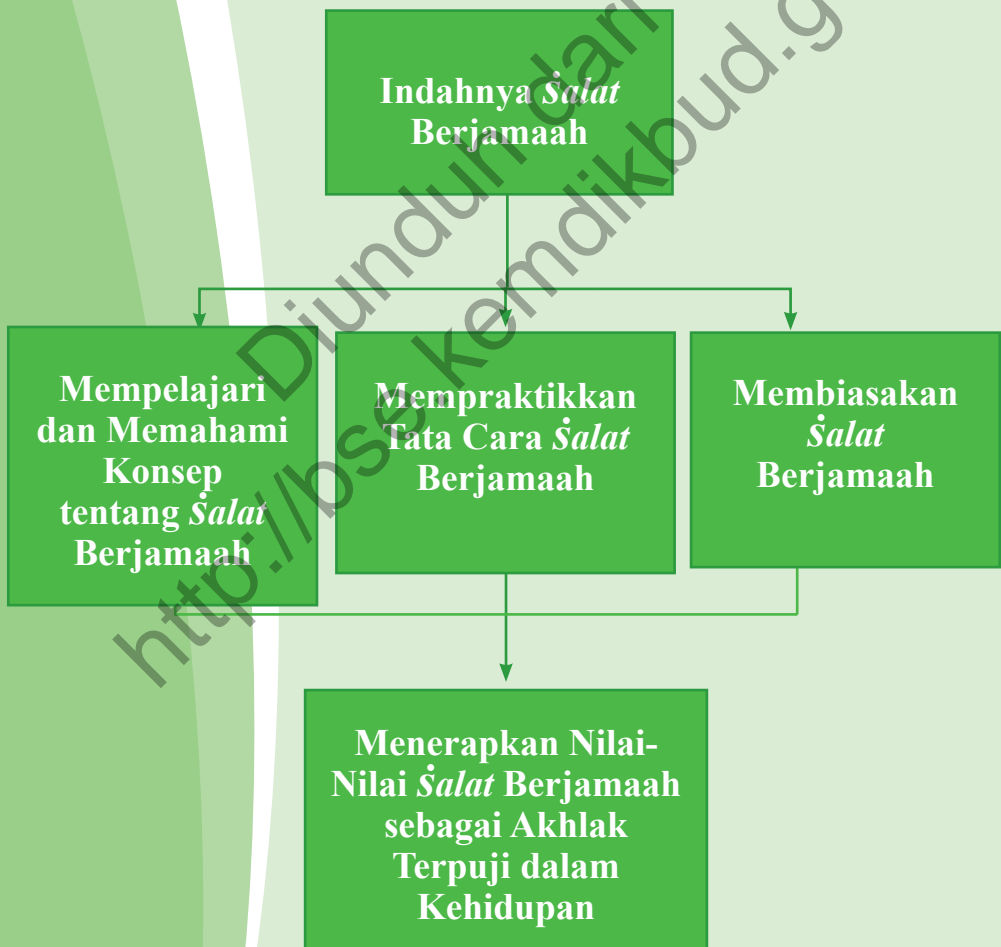 Indahnya Ṡalat
Berjamaah
Mempelajari
dan Memahami
Konsep
tentang Ṡalat
Berjamaah
Mempraktikkan
Tata Cara Ṡalat
Berjamaah
Membiasakan
Ṡalat
Berjamaah
Menerapkan Nilai-
Nilai Ṡalat Berjamaah
sebagai Akhlak
Terpuji dalam
Kehidupan
Diunduh dari
http://bse.kemdikbud.g